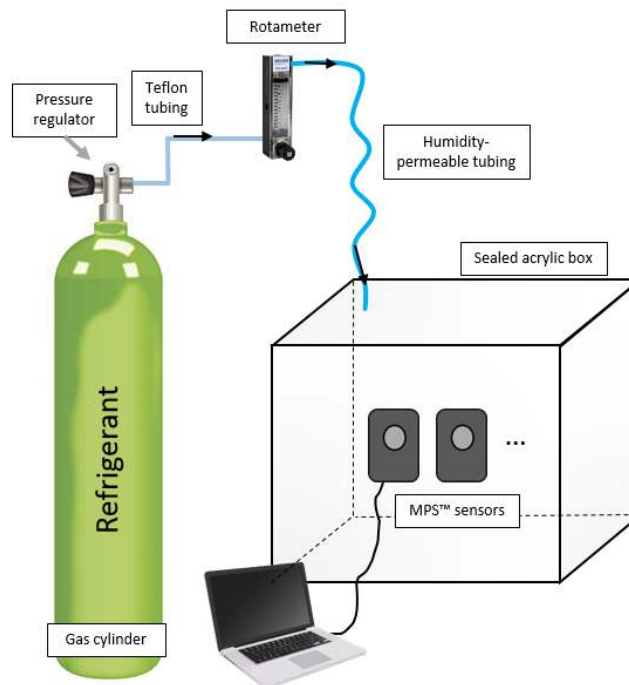 Rotameter
Teflon
tubing
Pressure
regulator
Humidity-
permeable tubing
Sealed acrylic box
Refrigerant
...
MPS™ sensors
Gas cylinder